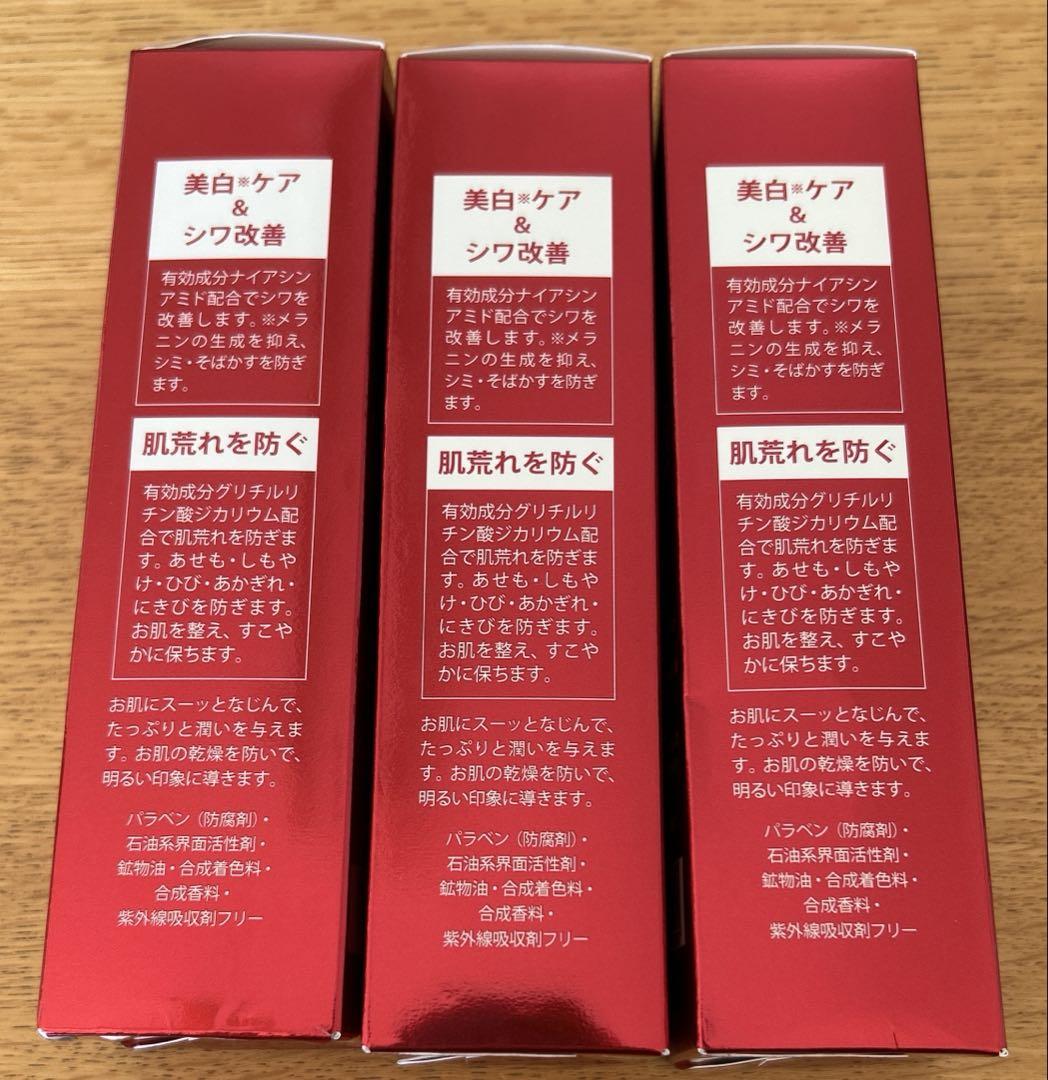 美白※ケア
&
シワ改善
有効成分ナイアシン
アミド配合でシワを
改善します。※メラ
ニンの生成を抑え、
シミ・そばかすを防ぎ
ます。
肌荒れを防ぐ
有効成分グリチルリ
チン酸ジカリウム配
合で肌荒れを防ぎま
す。あせも・しもや
け・ひび・あかぎれ・
にきびを防ぎます。
お肌を整え、すこや
かに保ちます。
お肌にスーッとなじんで、
たっぷりと潤いを与えま
す。お肌の乾燥を防いで、
明るい印象に導きます。
パラベン（防腐剤）・
石油系界面活性剤・
鉱物油・合成着色料・
合成香料・
紫外線吸収剤フリー
美白※ケア
&
シワ改善
有効成分ナイアシン
アミド配合でシワを
改善します。※メラ
ニンの生成を抑え、
シミ・そばかすを防ぎ
ます。
肌荒れを防ぐ
有効成分グリチルリ
チン酸ジカリウム配
合で肌荒れを防ぎま
す。あせも・しもや
け・ひび・あかぎれ・
にきびを防ぎます。
お肌を整え、すこや
かに保ちます。
お肌にスーッとなじんで、
たっぷりと潤いを与えま
す。お肌の乾燥を防いで、
明るい印象に導きます。
パラベン（防腐剤）・
石油系界面活性剤・
鉱物油・合成着色料・
合成香料・
紫外線吸収剤フリー
美白※ケア
&
シワ改善
有効成分ナイアシン
アミド配合でシワを
改善します。※メラ
ニンの生成を抑え、
シミ・そばかすを防ぎ
ます。
肌荒れを防ぐ
有効成分グリチルリ
チン酸ジカリウム配
合で肌荒れを防ぎま
す。あせも・しもや
け・ひび・あかぎれ・
にきびを防ぎます。
お肌を整え、すこや
かに保ちます。
お肌にスーッとなじんで、
たっぷりと潤いを与えま
す。お肌の乾燥を防いで、
明るい印象に導きます。
パラベン（防腐剤）・
石油系界面活性剤・
鉱物油・合成着色料・
合成香料・
紫外線吸収剤フリー